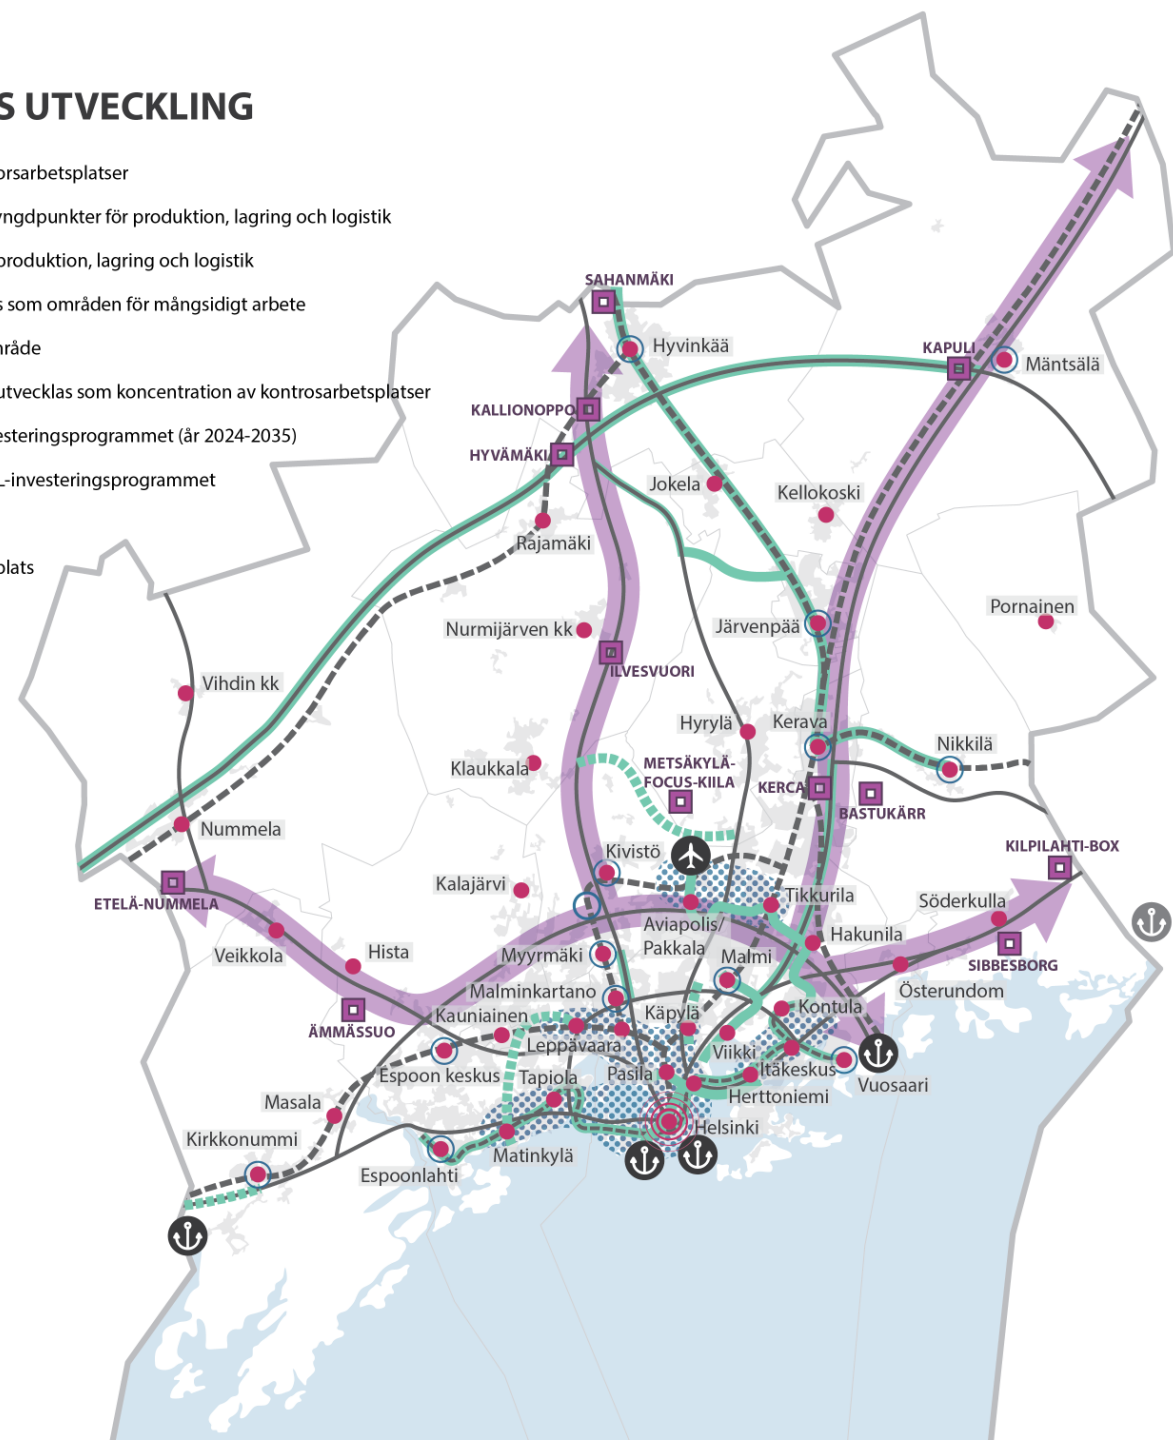 S UTVECKLING
orsarbetsplatser
yngdpunkter för produktion, lagring och logistik
produktion, lagring och logistik
s som områden för mångsidigt arbete
nråde
utvecklas som koncentration av kontrosarbetsplatser
esteringsprogrammet (år 2024-2035)
L-investeringsprogrammet
plats
SAHANMÄKI
Hyvinkää
KAPULI
Mäntsälä
KALLIONOPPO
HYVÄMÄKI
Jokela
Kellokoski
Rajamäki
Pornainen
Nurmijärven kk
Järvenpää
ILVESVUORI
Vihdin kk
Hyrylä
Kerava
Nikkilä
Klaukkala
METSÄKYLÄ-
FOCUS-KIILA
KERCA
BASTUKÄRR
Nummela
KILPILAHTI-BOX
Kivistö
Kalajärvi
Tikkurila
ETELÄ-NUMMELA
Söderkulla
Aviapolis/
Pakkala
Hakunila
Veikkola
Hista
Myyrmäki
Malmi
SIBBESBORG
Malminkartano
Österundom
Kontula
Käpylä
Kauniainen
ÄMMÄSSUO
Leppävaara
Viikki
Itäkeskus
Espoon keskus
Tapiola
Pasila
Vuosaari
Herttoniemi
Masala
Helsinki
Kirkkonummi
Matinkylä
Espoonlahti